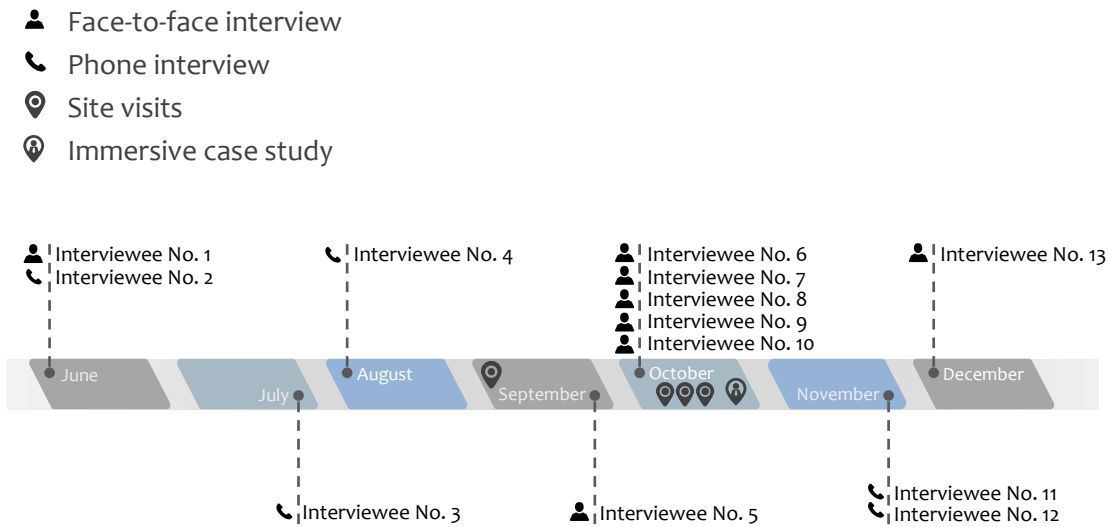 Face-to-face interview
Phone interview
Site visits
Immersive case study
Interviewee No. 1
Interviewee No. 2
Interviewee No. 4
Interviewee No. 6
Interviewee No. 7
Interviewee No. 8
Interviewee No. 9
Interviewee No. 10
Interviewee No. 13
June
July
August
September
October
November
December
Interviewee No. 3
Interviewee No. 5
Interviewee No. 11
Interviewee No. 12